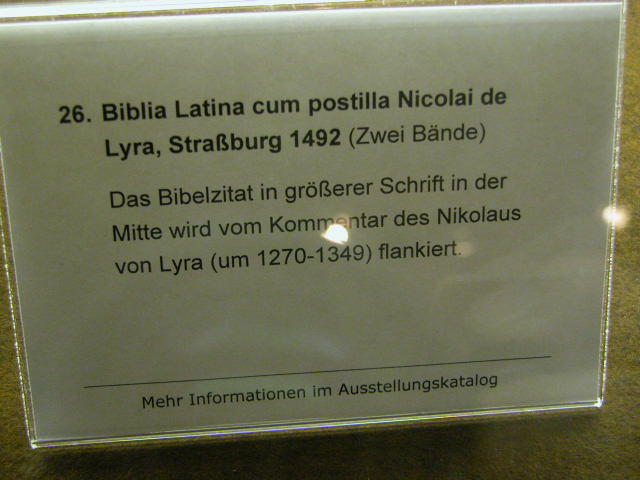 26. Biblia Latina cum postilla Nicolai de
Lyra, Straßburg 1492 (Zwei Bände)
Das Bibelzitat in größerer Schrift in der
Mitte wird vom Kommentar des Nikolaus
von Lyra (um 1270-1349) flankiert.
Mehr Informationen im Ausstellungskatalog